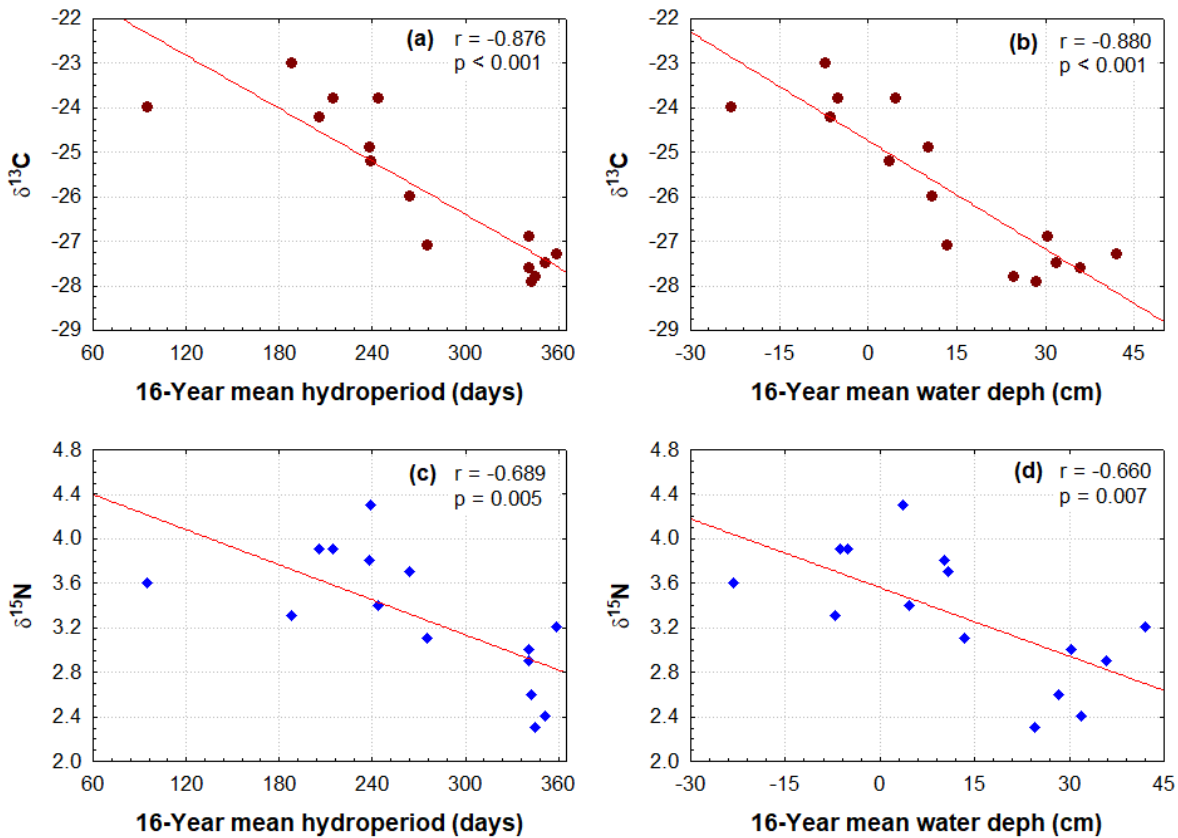 (a) r = -0.876
p < 0.001
-22
-23
-24
-25
-26
-27
-28
-29
δ13C
60 120 180 240 300 360
16-Year mean hydroperiod (days)
(b) r = -0.880
p < 0.001
-22
-23
-24
-25
-26
-27
-28
-29
δ13C
-30 -15 0 15 30 45
16-Year mean water deph (cm)
(c) r = -0.689
p = 0.005
4.8
4.4
4.0
3.6
3.2
2.8
2.4
2.0
δ15N
60 120 180 240 300 360
16-Year mean hydroperiod (days)
(d) r = -0.660
p = 0.007
4.8
4.4
4.0
3.6
3.2
2.8
2.4
2.0
δ15N
-30 -15 0 15 30 45
16-Year mean water deph (cm)